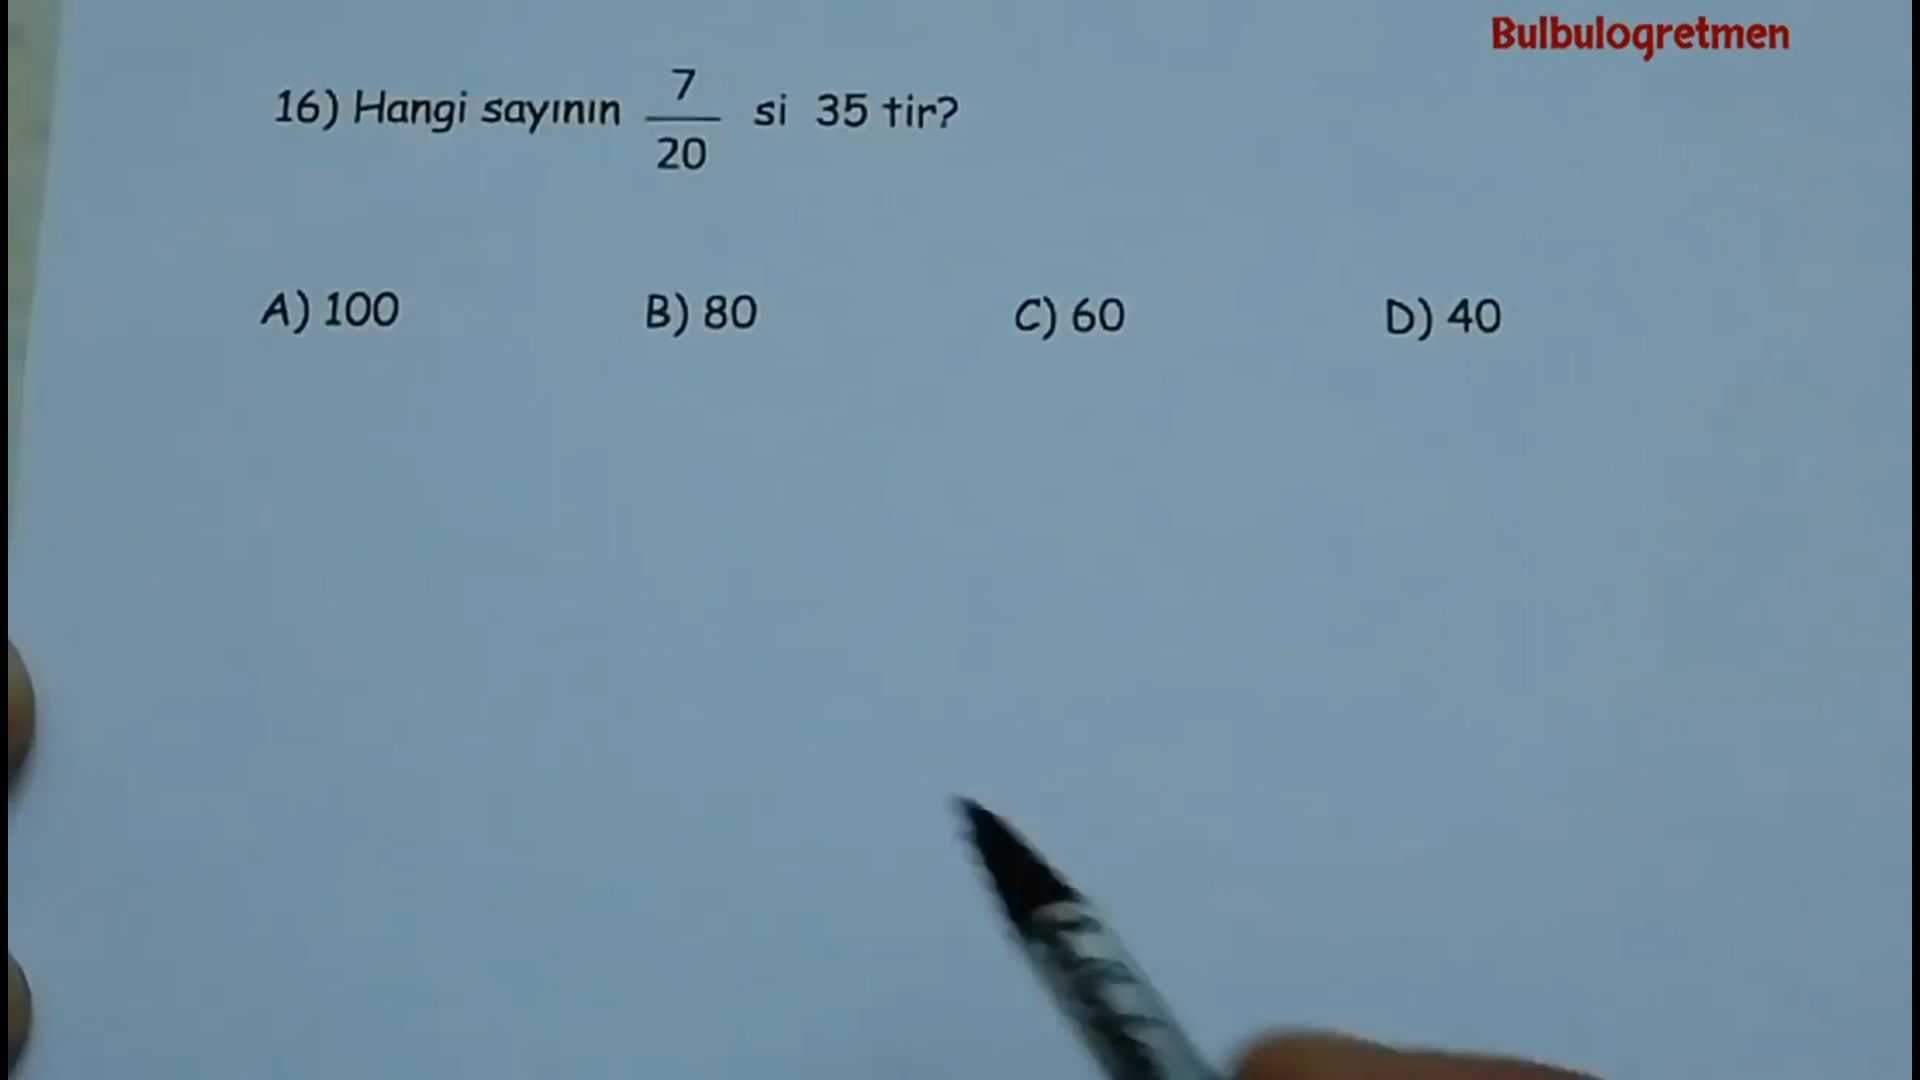 Bulbulogretmen
16) Hangi sayının 7/20 si 35 tir?
A) 100 B) 80 C) 60 D) 40